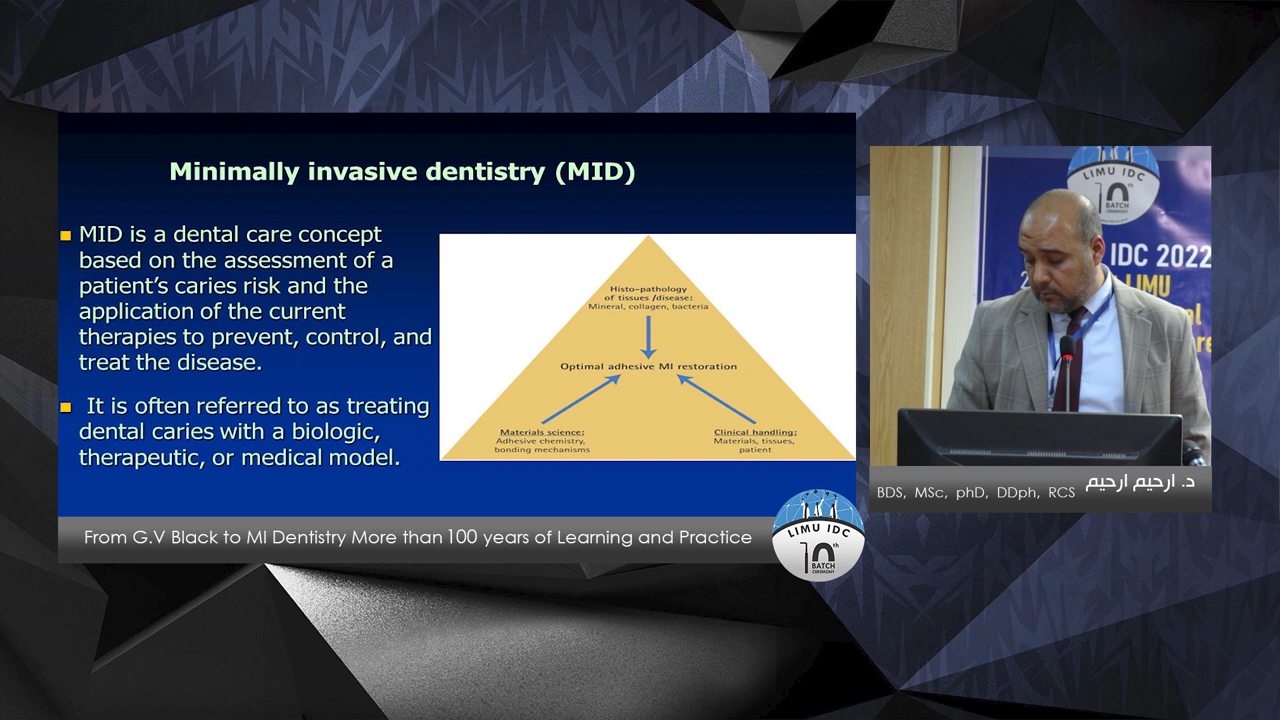 Minimally invasive dentistry (MID)
MID is a dental care concept
based on the assessment of a
patient’s caries risk and the
application of the current
therapies to prevent, control, and
treat the disease.
It is often referred to as treating
dental caries with a biologic,
therapeutic, or medical model.
Histo-pathology
of tissues /disease:
Mineral, collagen, bacteria
Optimal adhesive MI restoration
Materials science:
Adhesive chemistry,
bonding mechanisms
Clinical handling:
Materials, tissues,
patient
From G.V Black to MI Dentistry More than 100 years of Learning and Practice
LIMU IDC
10th
BATCH
CEREMONY
LIMU IDC
10th
BATCH
CEREMONY
IDC 2022
LIMU
BDS, MSc, phD, DDph, RCS
د. ارحيم ارحيم